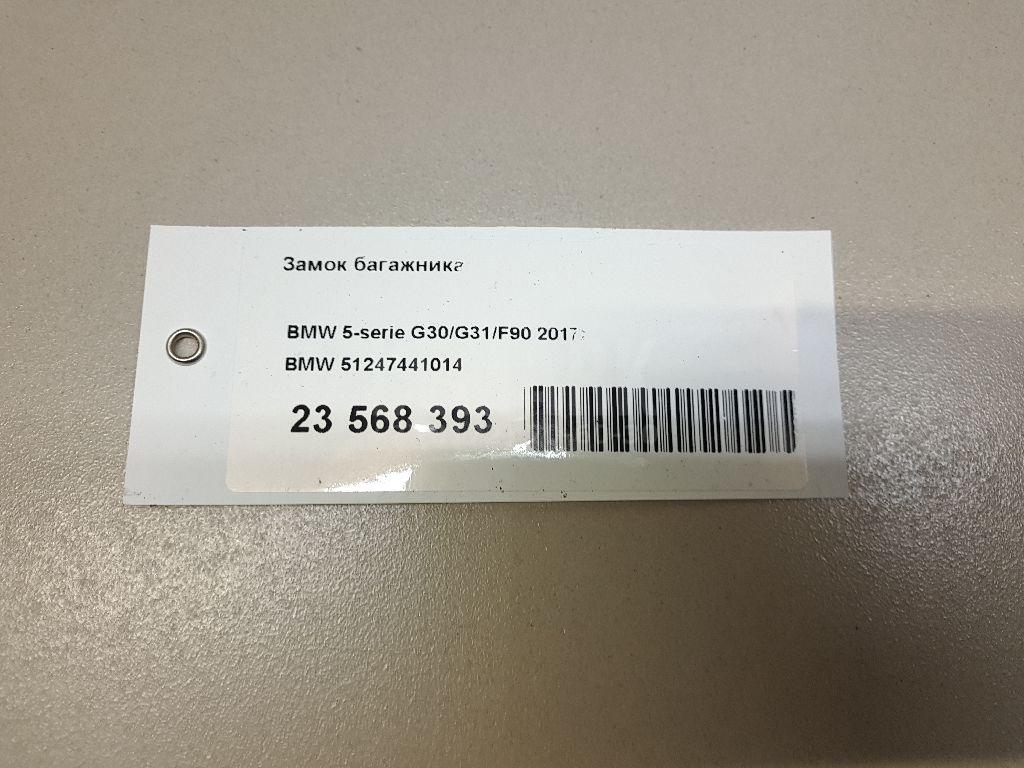 Замок багажника
BMW 5-serie G30/G31/F90 2017>
BMW 51247441014
23 568 393